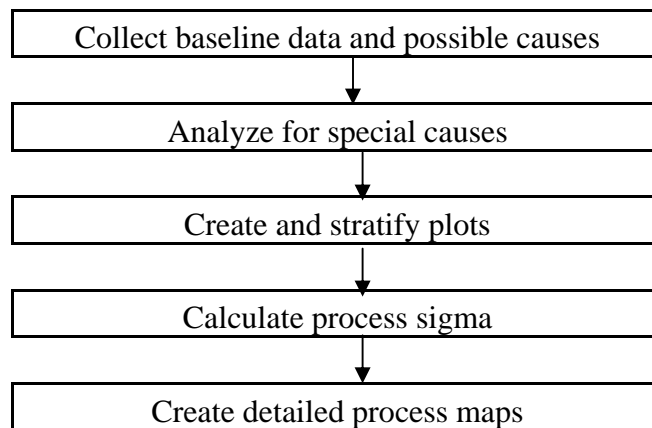 Collect baseline data and possible causes
Analyze for special causes
Create and stratify plots
Calculate process sigma
Create detailed process maps